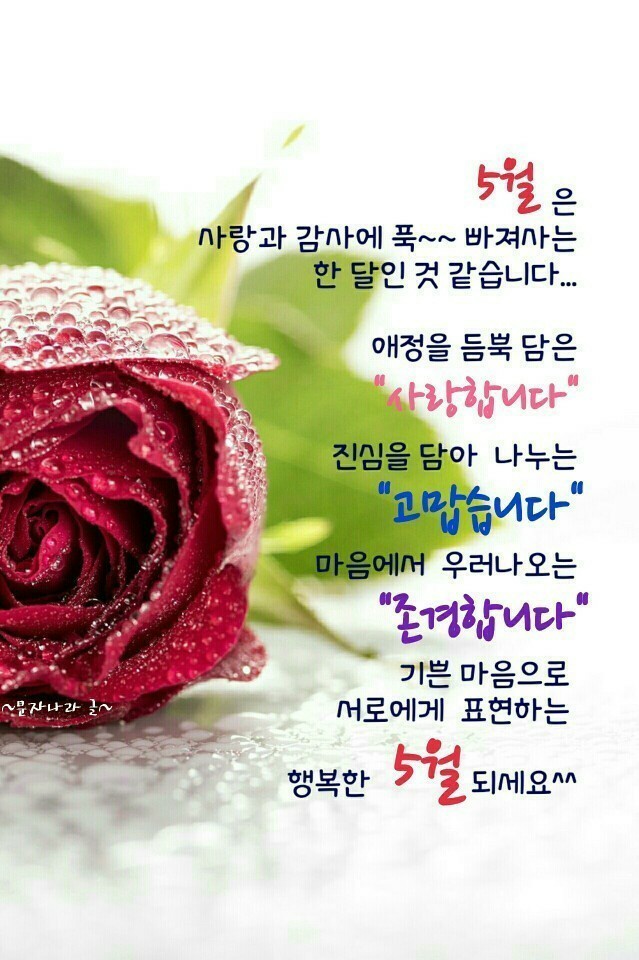 5월은
사랑과 감사에 푹~~ 빠져사는
한 달인 것 같습니다...
애정을 듬뿍 담은
"사랑합니다"
진심을 담아 나누는
"고맙습니다"
마음에서 우러나오는
"존경합니다"
기쁜 마음으로
서로에게 표현하는
행복한 5월 되세요^^
~문자나라 글~